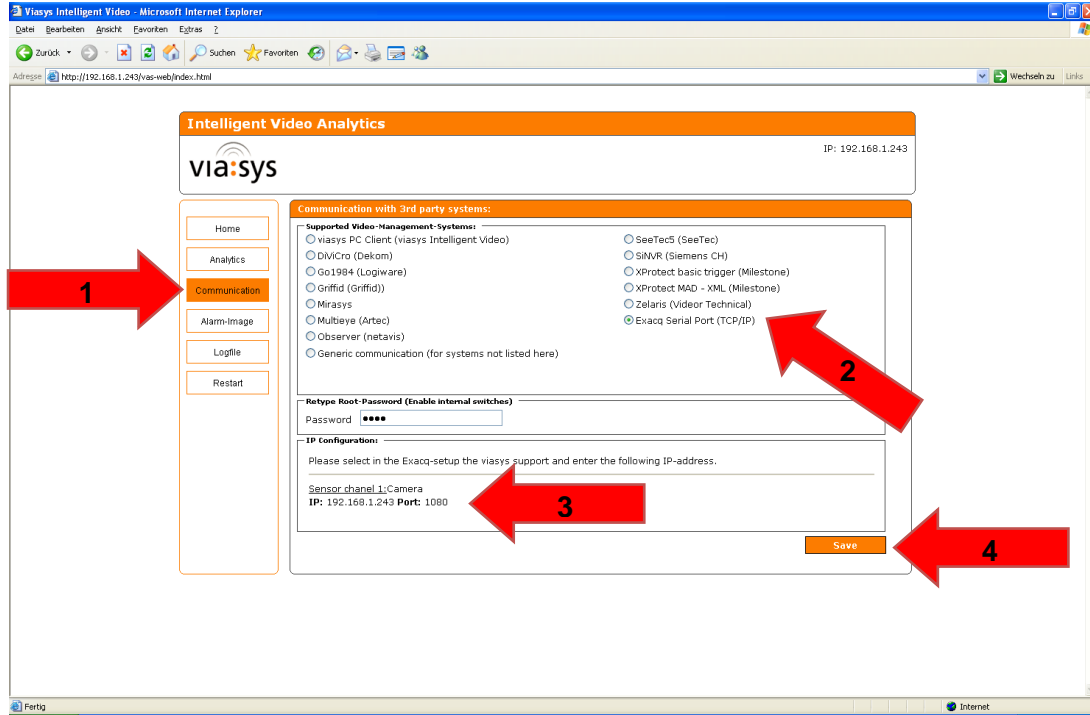 Viasys Intelligent Video - Microsoft Internet Explorer
Datei Bearbeiten Ansicht Favoriten Extras ?
Zurück Suchen Favoriten
Adresse http://192.168.1.243/vas-web/index.html Wechseln zu Links
Intelligent Video Analytics
via:sys
IP: 192.168.1.243
Home
Analytics
Communication
Alarm-Image
Logfile
Restart
Communication with 3rd party systems:
Supported Video-Management-Systems:
viasys PC Client (viasys Intelligent Video)
DiViCro (Dekom)
Go1984 (Logiware)
Griffid (Griffid))
Mirasys
Multieye (Artec)
Observer (netavis)
Generic communication (for systems not listed here)
SeeTec5 (SeeTec)
SiNVR (Siemens CH)
XProtect basic trigger (Milestone)
XProtect MAD - XML (Milestone)
Zelaris (Videor Technical)
Exacq Serial Port (TCP/IP)
Retype Root-Password (Enable internal switches)
Password ●●●●
IP Configuration:
Please select in the Exacq-setup the viasys support and enter the following IP-address.
Sensor chanel 1:Camera
IP: 192.168.1.243 Port: 1080
Save
1
2
3
4
Fertig Internet